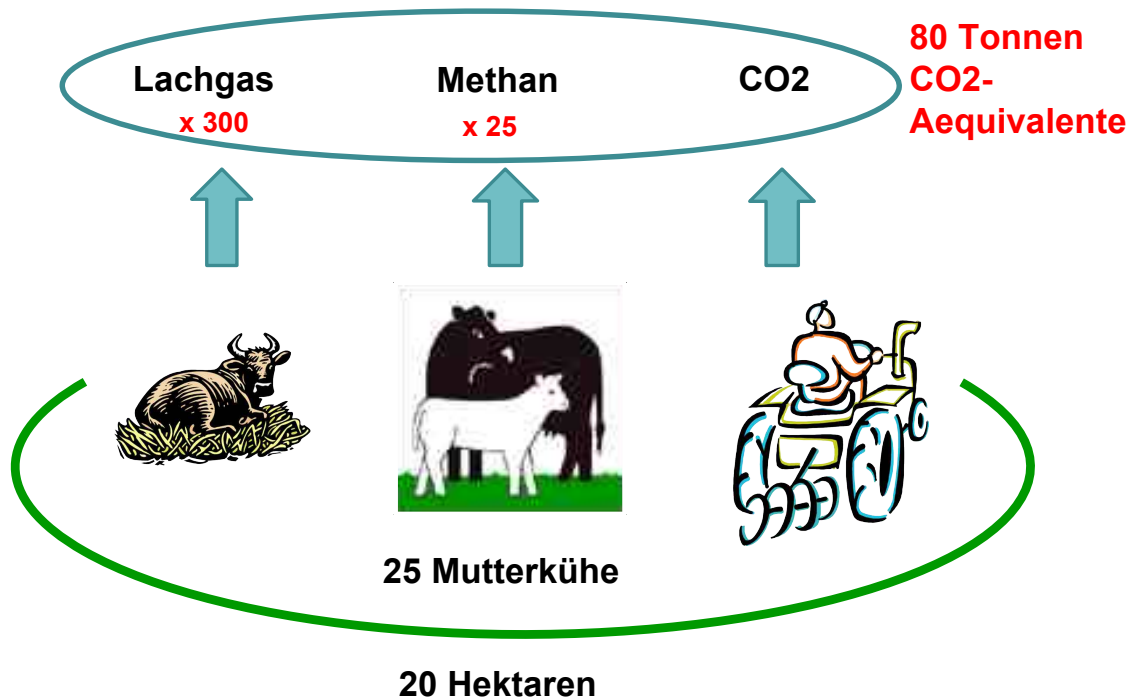 80 Tonnen
CO2-
Aequivalente
Lachgas
Methan
CO2
x 300
x 25
25 Mutterkühe
20 Hektaren